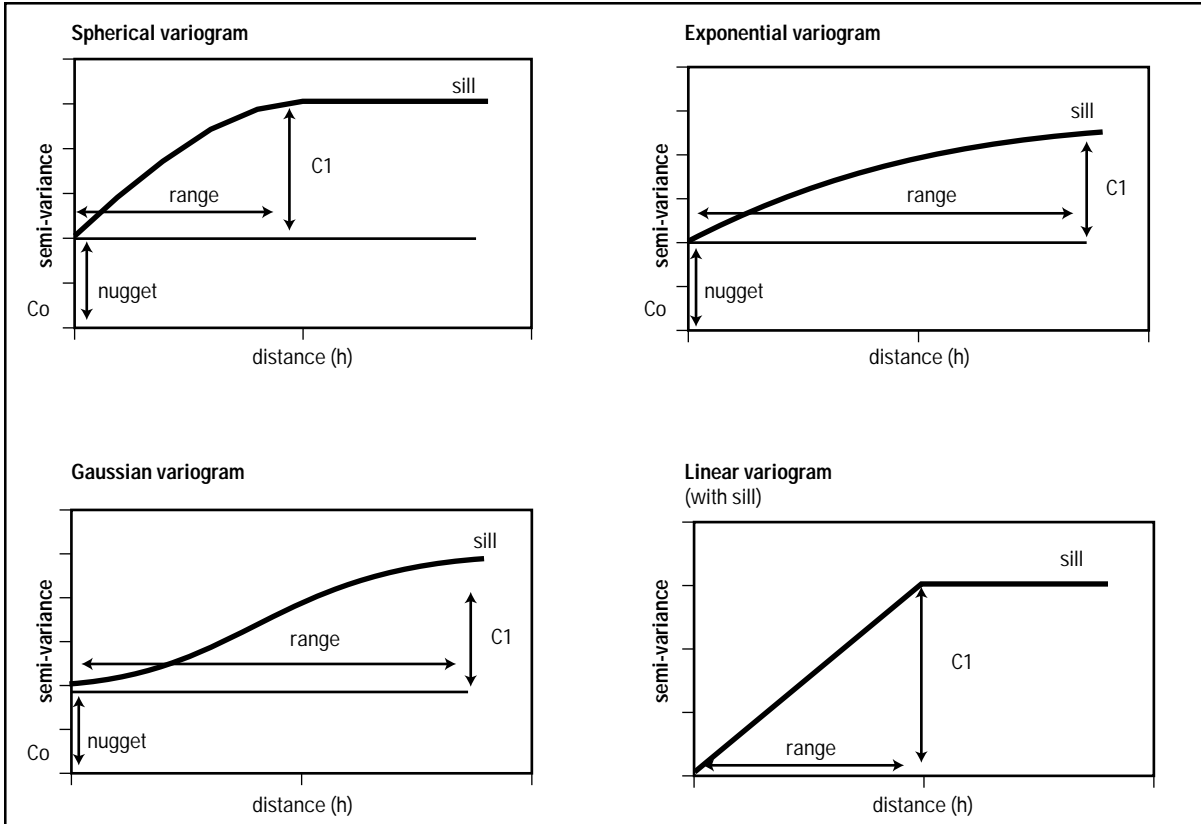 Spherical variogram
semi-variance
sill
C1
range
nugget
Co
distance (h)
Exponential variogram
semi-variance
sill
C1
range
nugget
Co
distance (h)
Gaussian variogram
semi-variance
sill
C1
range
nugget
Co
distance (h)
Linear variogram
(with sill)
semi-variance
sill
C1
range
distance (h)